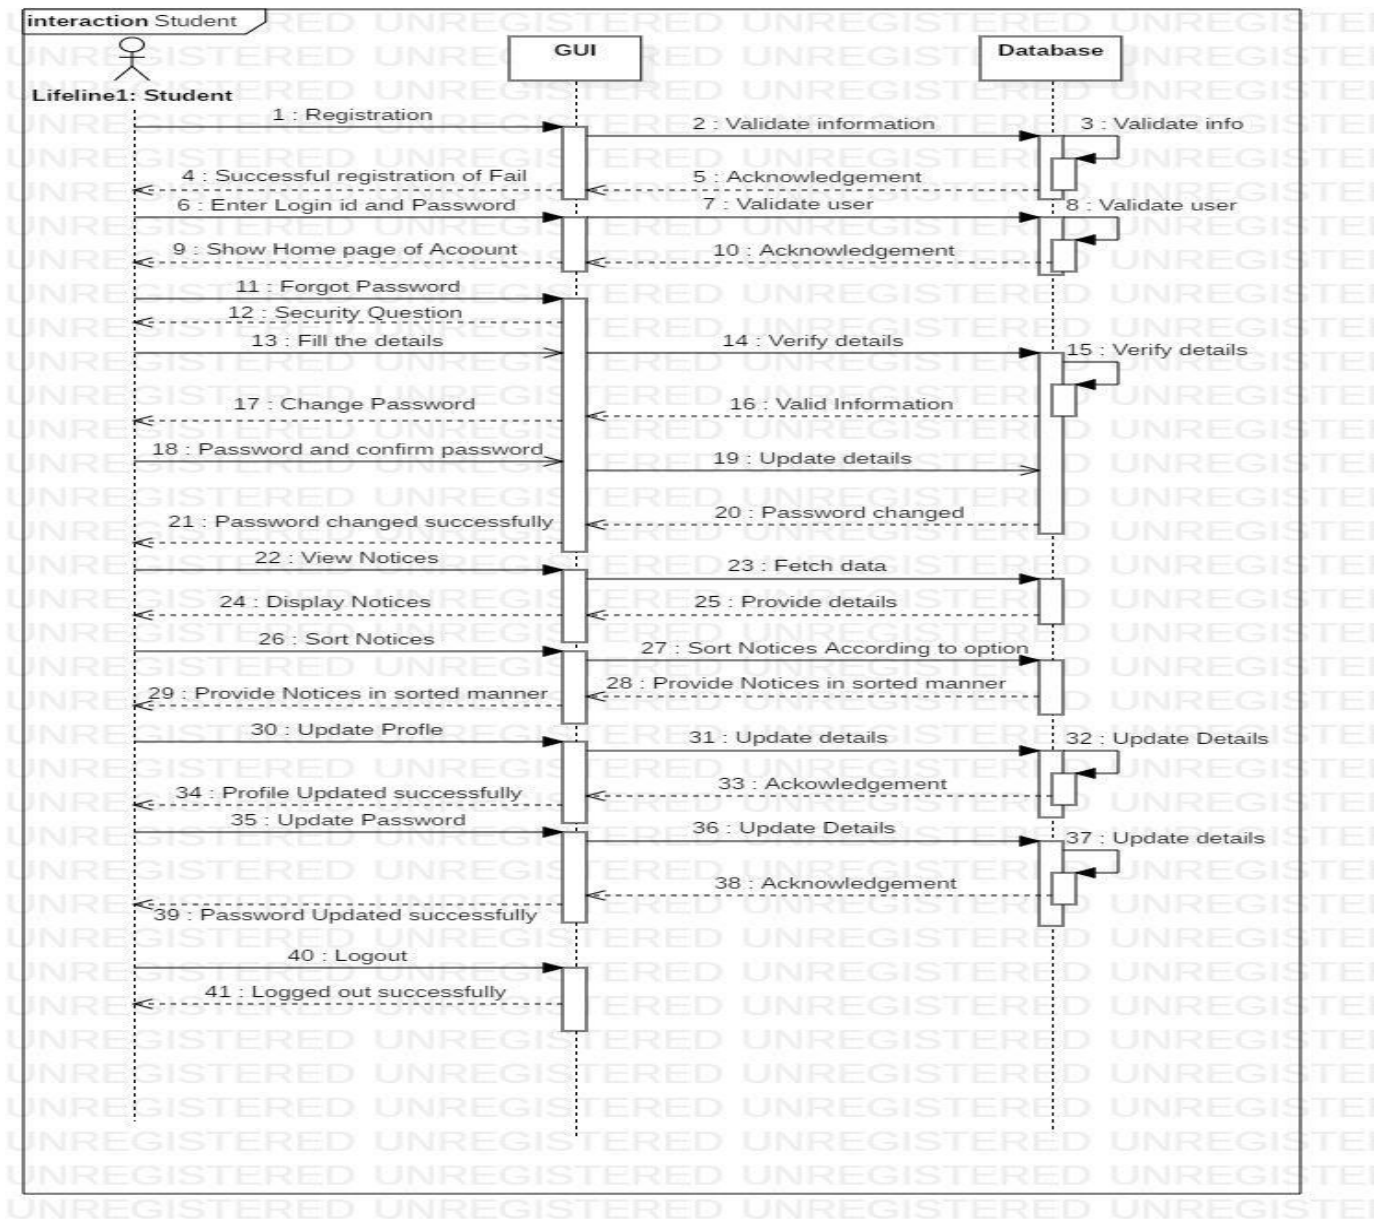 interaction Student
GUI
Database
Lifeline1: Student
1 : Registration
2 : Validate information
3 : Validate info
4 : Successful registration of Fail
5 : Acknowledgement
6 : Enter Login id and Password
7 : Validate user
8 : Validate user
9 : Show Home page of Acoount
10 : Acknowledgement
11 : Forgot Password
12 : Security Question
13 : Fill the details
14 : Verify details
15 : Verify details
17 : Change Password
16 : Valid Information
18 : Password and confirm password
19 : Update details
20 : Password changed
21 : Password changed successfully
22 : View Notices
23 : Fetch data
24 : Display Notices
25 : Provide details
26 : Sort Notices
27 : Sort Notices According to option
28 : Provide Notices in sorted manner
29 : Provide Notices in sorted manner
30 : Update Profle
31 : Update details
32 : Update Details
33 : Ackowledgement
34 : Profile Updated successfully
35 : Update Password
36 : Update Details
37 : Update details
38 : Acknowledgement
39 : Password Updated successfully
40 : Logout
41 : Logged out successfully
UNREGISTERED UNREGISTERED UNREGISTERED